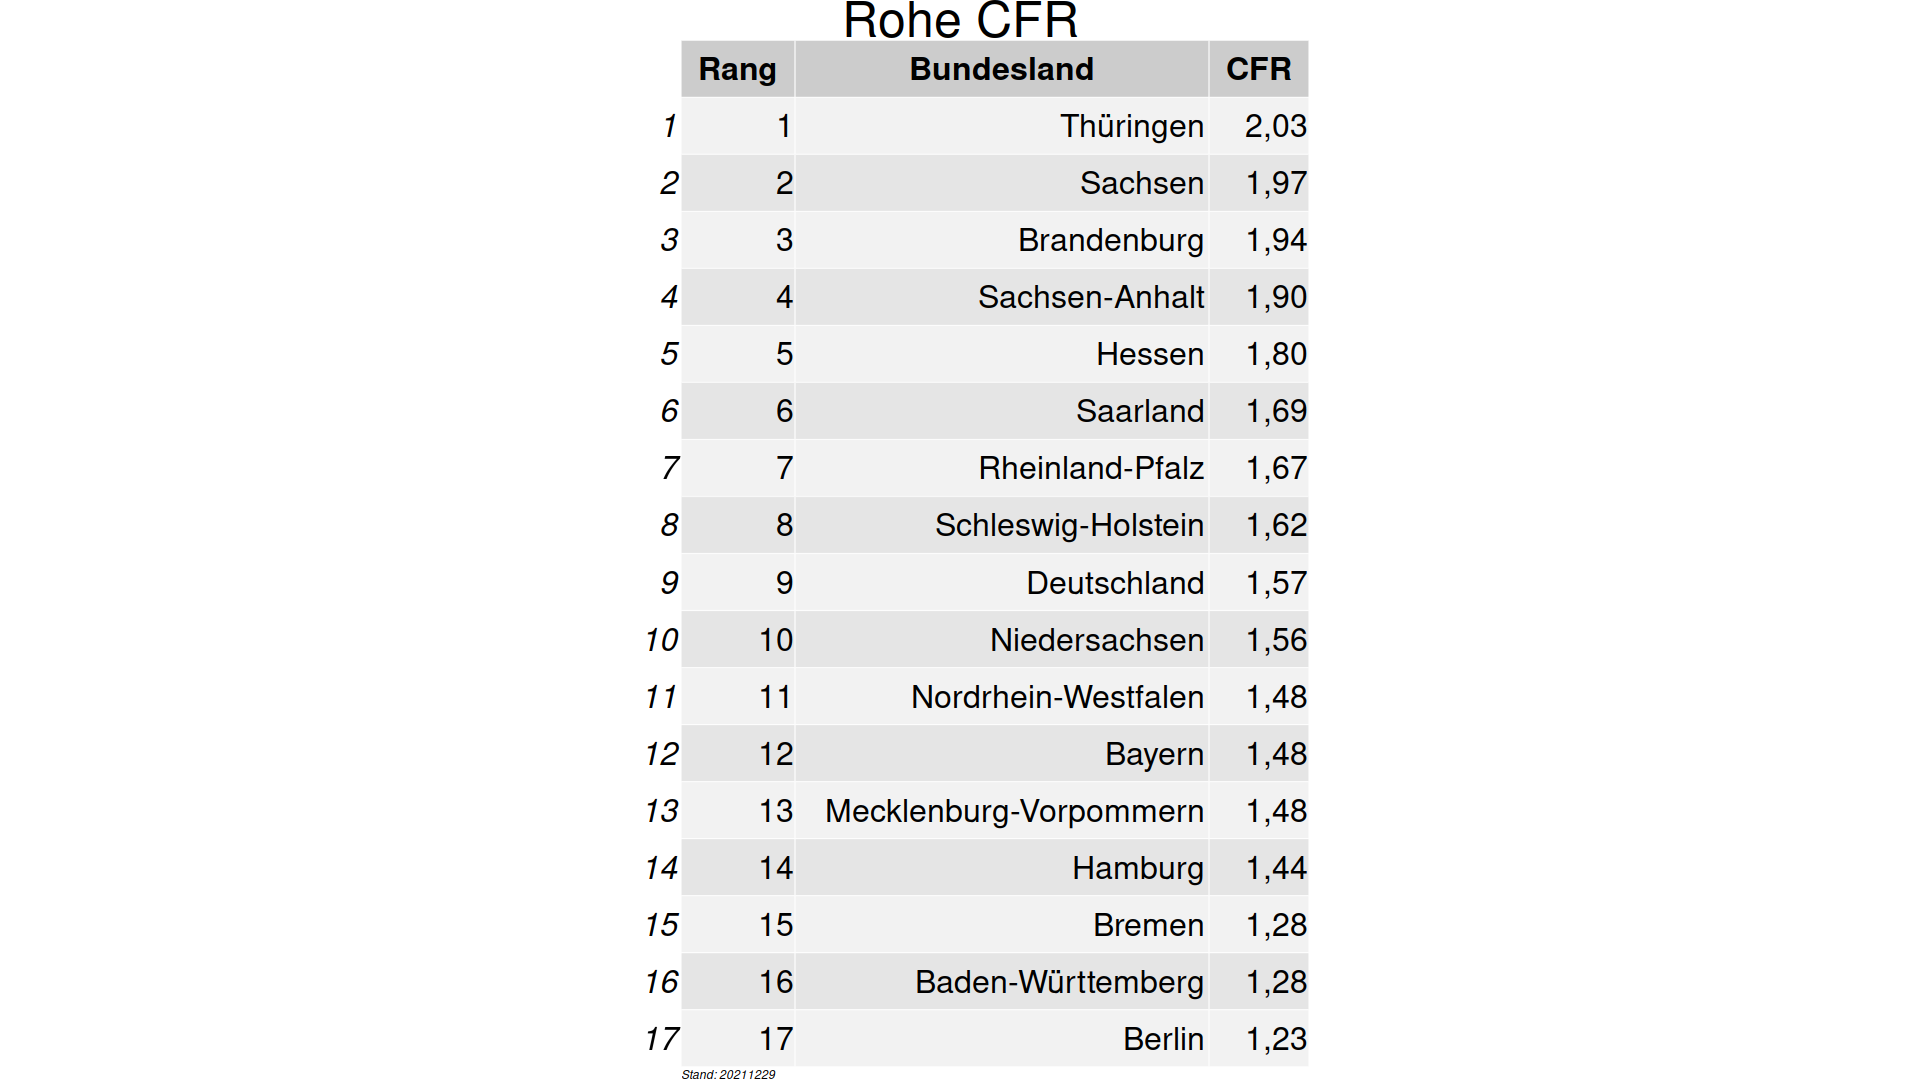 Rohe CFR
Rang Bundesland CFR
1 1 Thüringen 2,03
2 2 Sachsen 1,97
3 3 Brandenburg 1,94
4 4 Sachsen-Anhalt 1,90
5 5 Hessen 1,80
6 6 Saarland 1,69
7 7 Rheinland-Pfalz 1,67
8 8 Schleswig-Holstein 1,62
9 9 Deutschland 1,57
10 10 Niedersachsen 1,56
11 11 Nordrhein-Westfalen 1,48
12 12 Bayern 1,48
13 13 Mecklenburg-Vorpommern 1,48
14 14 Hamburg 1,44
15 15 Bremen 1,28
16 16 Baden-Württemberg 1,28
17 17 Berlin 1,23
Stand: 20211229